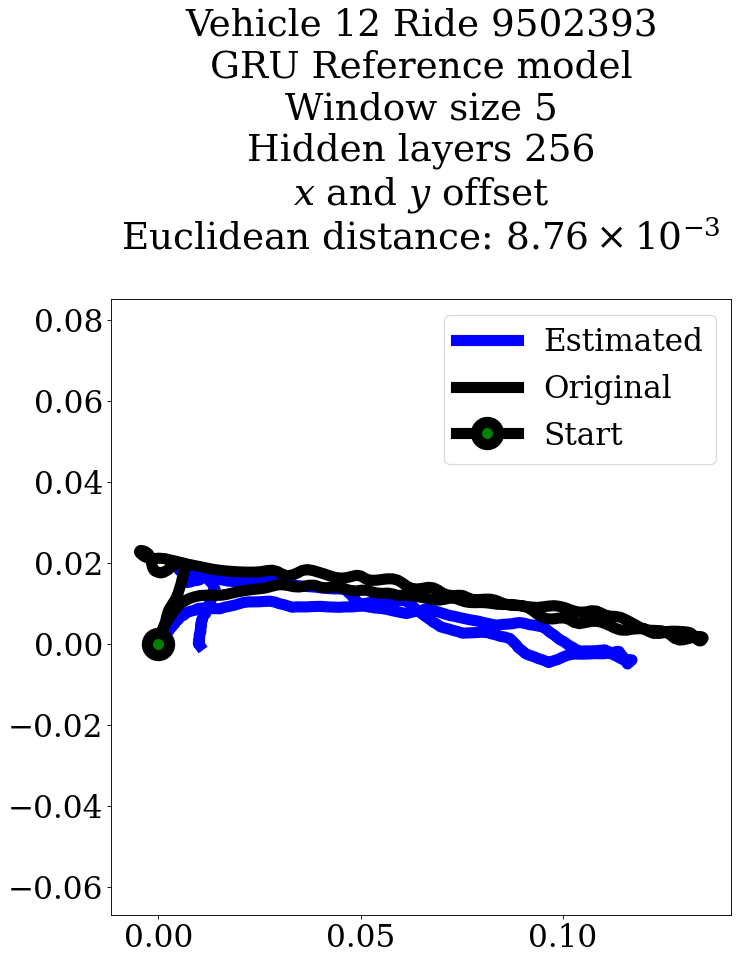 Vehicle 12 Ride 9502393
GRU Reference model
Window size 5
Hidden layers 256
x and y offset
Euclidean distance: 8.76 × 10⁻³
Estimated
Original
Start
0.08
0.06
0.04
0.02
0.00
−0.02
−0.04
−0.06
0.00 0.05 0.10